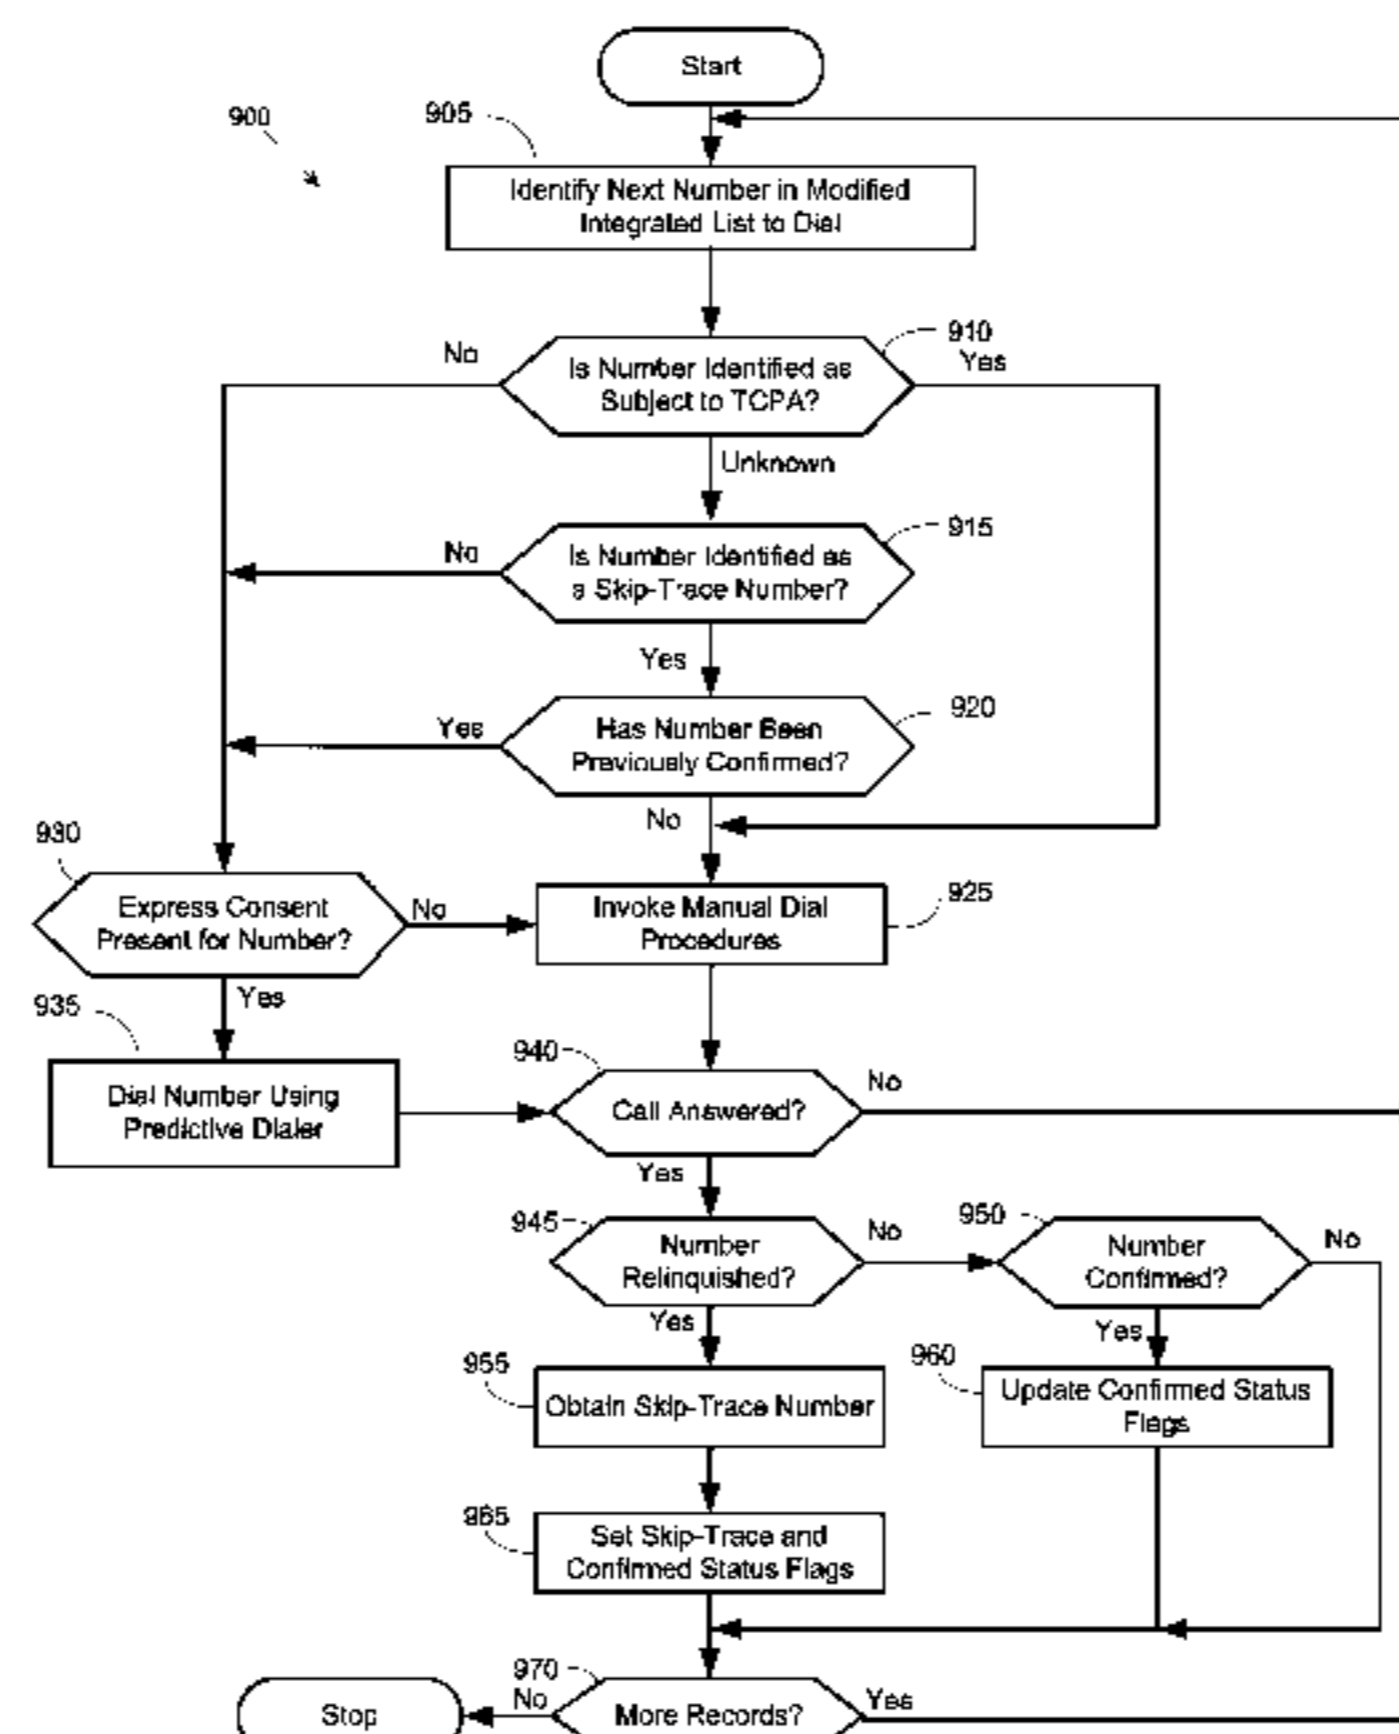 Start
900
905
Identify Next Number in Modified
Integrated List to Dial
910
No
Yes
Is Number Identified as
Subject to TCPA?
Unknown
915
No
Is Number Identified as
a Skip-Trace Number?
Yes
920
Yes
Has Number Been
Previously Confirmed?
No
930
Express Consent
Present for Number?
No
Invoke Manual Dial
Procedures
925
Yes
935
Dial Number Using
Predictive Dialer
940
Call Answered?
No
Yes
945
Number
Relinquished?
No
950
Number
Confirmed?
No
Yes
Yes
955
Obtain Skip-Trace Number
960
Update Confirmed Status
Flags
965
Set Skip-Trace and
Confirmed Status Flags
970
Stop
No
More Records?
Yes